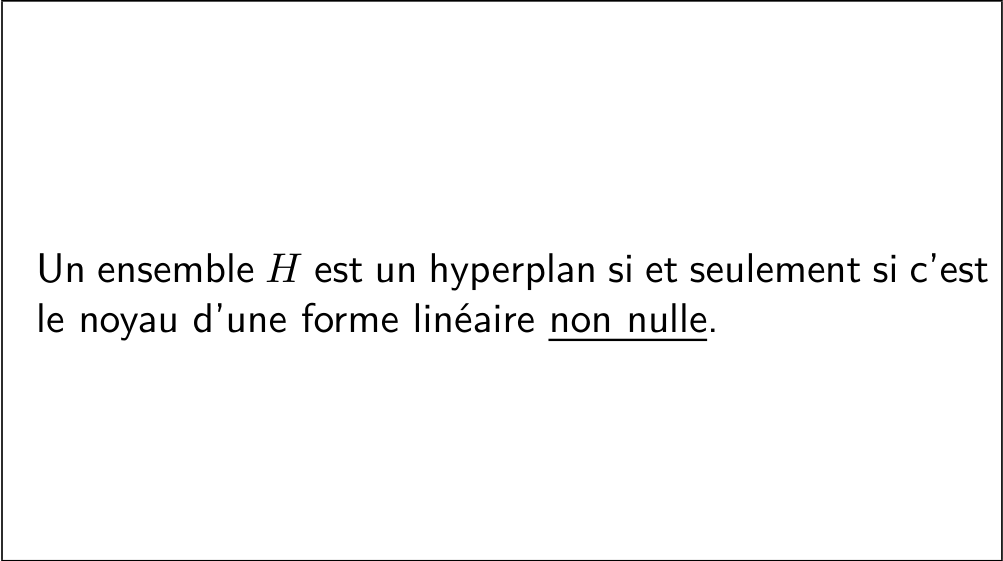 Un ensemble H est un hyperplan si et seulement si c'est
le noyau d'une forme linéaire non nulle.